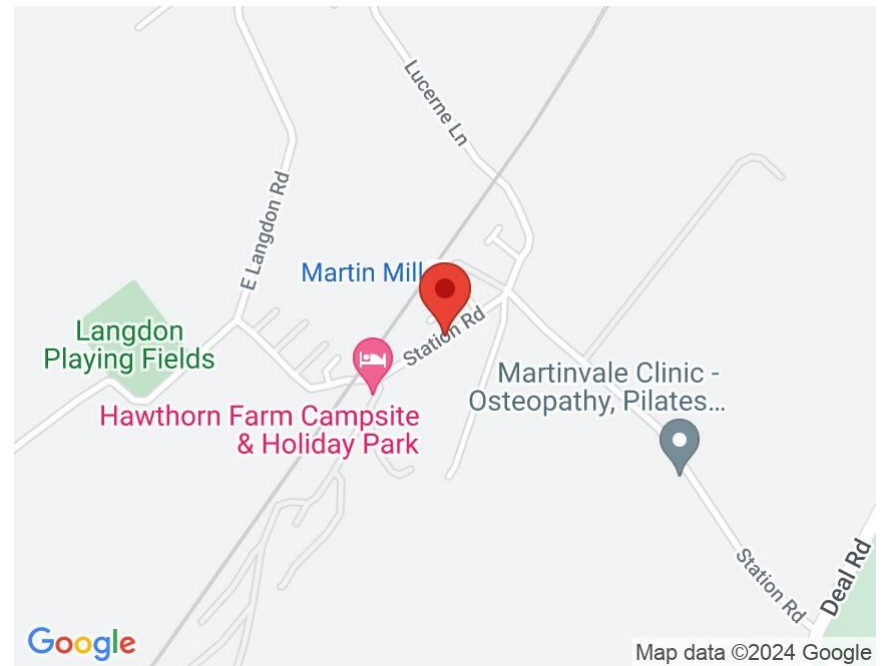 Lucerne Ln
E Langdon Rd
Martin Mill
Station Rd
Langdon
Playing Fields
Martinvale Clinic -
Osteopathy, Pilates...
Hawthorn Farm Campsite
& Holiday Park
Station Rd
Deal Rd
Google
Map data ©2024 Google